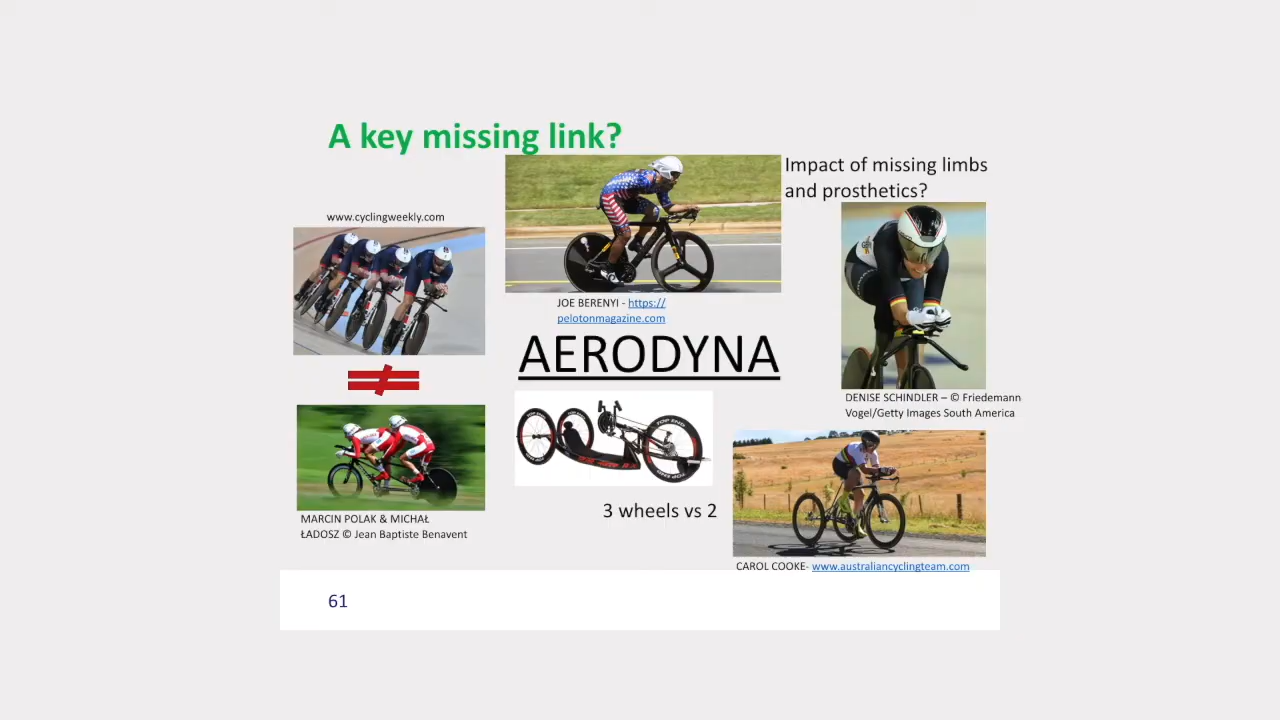 A key missing link?
Impact of missing limbs
and prosthetics?
www.cyclingweekly.com
JOE BERENYI - https://
pelotonmagazine.com
AERODYNA
DENISE SCHINDLER – © Friedemann
Vogel/Getty Images South America
3 wheels vs 2
MARCIN POLAK & MICHAŁ
ŁADOSZ © Jean Baptiste Benavent
CAROL COOKE- www.australiancyclingteam.com
61